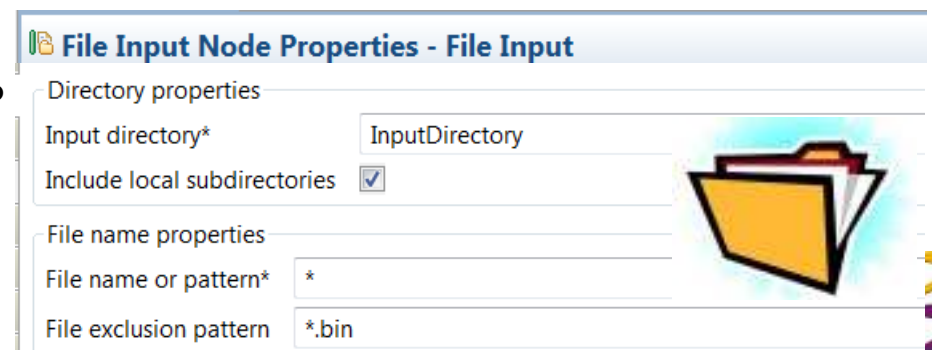 File Input Node Properties - File Input
Directory properties
Input directory* InputDirectory
Include local subdirectories
File name properties
File name or pattern* *
File exclusion pattern *.bin